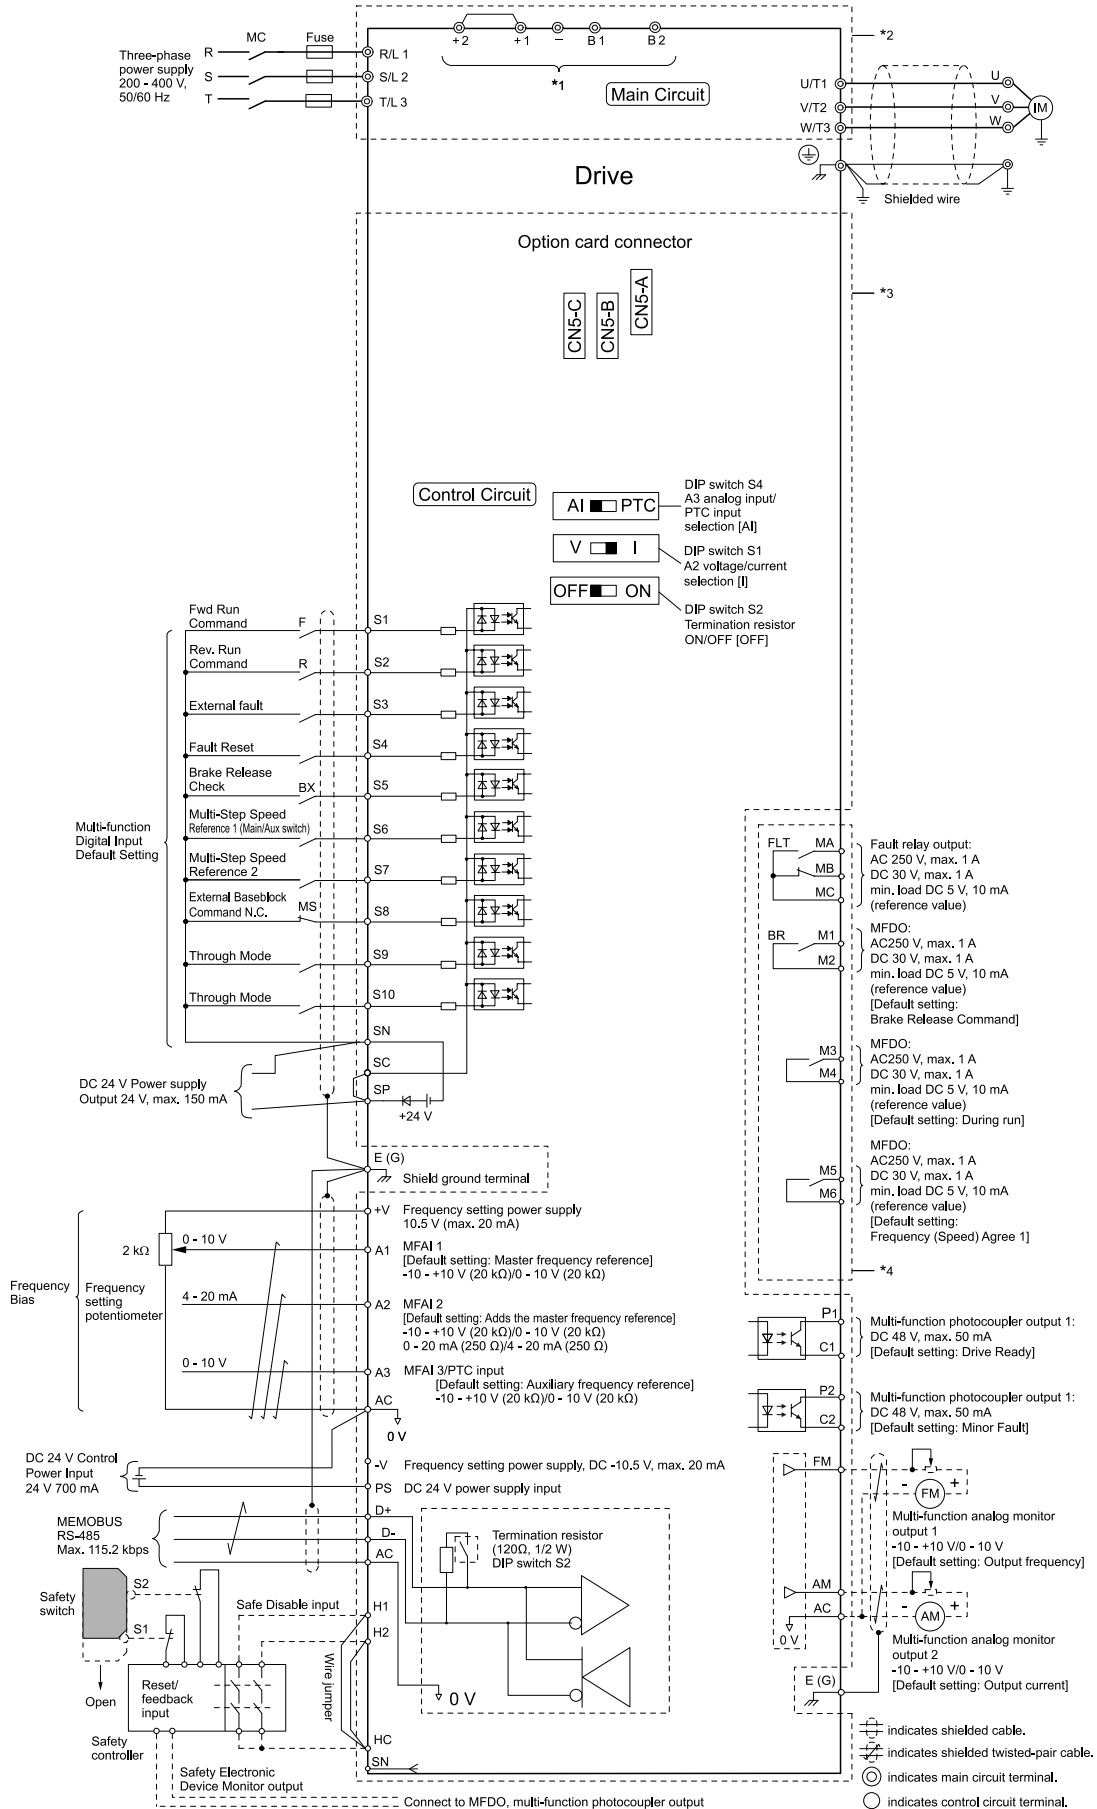 +2
+1
−
B1
B2
*2
*1
Main Circuit
Three-phase
power supply
200 - 400 V,
50/60 Hz
R
S
T
MC
Fuse
R/L 1
S/L 2
T/L 3
U/T1
V/T2
W/T3
U
V
W
IM
Shielded wire
Drive
Option card connector
*3
CN5-C
CN5-B
CN5-A
Control Circuit
AI
PTC
DIP switch S4
A3 analog input/
PTC input
selection [AI]
V
I
DIP switch S1
A2 voltage/current
selection [I]
OFF
ON
DIP switch S2
Termination resistor
ON/OFF [OFF]
Multi-function
Digital Input
Default Setting
Fwd Run
Command
F
S1
Rev. Run
Command
R
S2
External fault
S3
Fault Reset
S4
Brake Release
Check
BX
S5
Multi-Step Speed
Reference 1 (Main/Aux switch)
S6
Multi-Step Speed
Reference 2
S7
External Baseblock
Command N.C.
MS
S8
Through Mode
S9
Through Mode
S10
SN
SC
SP
+24 V
DC 24 V Power supply
Output 24 V, max. 150 mA
E (G)
Shield ground terminal
FLT
MA
MB
MC
Fault relay output:
AC 250 V, max. 1 A
DC 30 V, max. 1 A
min. load DC 5 V, 10 mA
(reference value)
BR
M1
M2
MFDO:
AC250 V, max. 1 A
DC 30 V, max. 1 A
min. load DC 5 V, 10 mA
(reference value)
[Default setting:
Brake Release Command]
M3
M4
MFDO:
AC250 V, max. 1 A
DC 30 V, max. 1 A
min. load DC 5 V, 10 mA
(reference value)
[Default setting: During run]
M5
M6
MFDO:
AC250 V, max. 1 A
DC 30 V, max. 1 A
min. load DC 5 V, 10 mA
(reference value)
[Default setting:
Frequency (Speed) Agree 1]
*4
Frequency
Bias
2 kΩ
Frequency
setting
potentiometer
0 - 10 V
4 - 20 mA
0 - 10 V
+V
Frequency setting power supply
10.5 V (max. 20 mA)
A1
MFAI 1
[Default setting: Master frequency reference]
-10 - +10 V (20 kΩ)/0 - 10 V (20 kΩ)
A2
MFAI 2
[Default setting: Adds the master frequency reference]
-10 - +10 V (20 kΩ)/0 - 10 V (20 kΩ)
0 - 20 mA (250 Ω)/4 - 20 mA (250 Ω)
A3
MFAI 3/PTC input
[Default setting: Auxiliary frequency reference]
-10 - +10 V (20 kΩ)/0 - 10 V (20 kΩ)
AC
0 V
P1
C1
Multi-function photocoupler output 1:
DC 48 V, max. 50 mA
[Default setting: Drive Ready]
P2
C2
Multi-function photocoupler output 1:
DC 48 V, max. 50 mA
[Default setting: Minor Fault]
DC 24 V Control
Power Input
24 V 700 mA
-V
Frequency setting power supply, DC -10.5 V, max. 20 mA
PS
DC 24 V power supply input
MEMOBUS
RS-485
Max. 115.2 kbps
D+
D-
AC
Termination resistor
(120Ω, 1/2 W)
DIP switch S2
0 V
FM
-
+
FM
Multi-function analog monitor
output 1
-10 - +10 V/0 - 10 V
[Default setting: Output frequency]
AM
AC
0 V
-
+
AM
Multi-function analog monitor
output 2
-10 - +10 V/0 - 10 V
[Default setting: Output current]
E (G)
Safety
switch
S2
S1
Open
Reset/
feedback
input
Safety
controller
Safe Disable input
Wire jumper
H1
H2
HC
SN
Safety Electronic
Device Monitor output
Connect to MFDO, multi-function photocoupler output
indicates shielded cable.
indicates shielded twisted-pair cable.
indicates main circuit terminal.
indicates control circuit terminal.